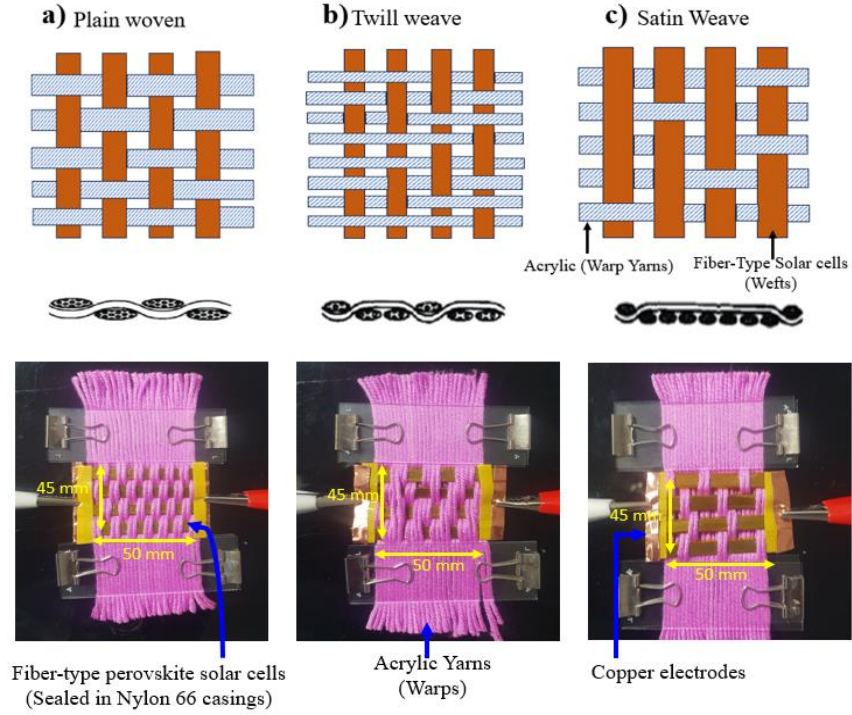 a) Plain woven
b) Twill weave
c) Satin Weave
Acrylic (Warp Yarns)
Fiber-Type Solar cells
(Wefts)
45 mm
50 mm
45 mm
50 mm
45 mm
50 mm
Fiber-type perovskite solar cells
(Sealed in Nylon 66 casings)
Acrylic Yarns
(Warps)
Copper electrodes